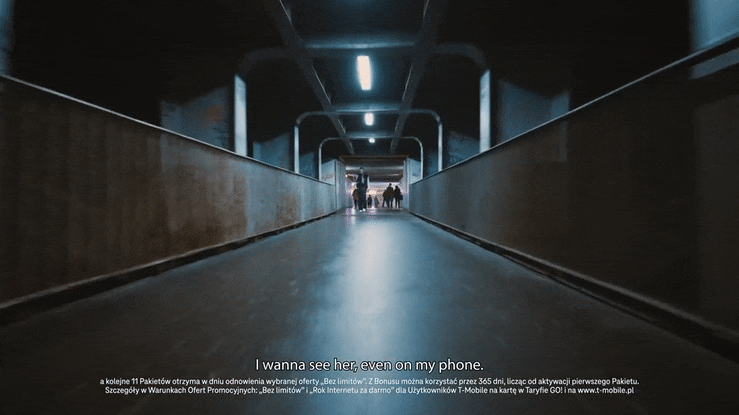 I wanna see her, even on my phone.
a kolejne 11 Pakietów otrzyma w dniu odnowienia wybranej oferty „Bez limitów”. Z Bonusu można korzystać przez 365 dni, licząc od aktywacji pierwszego Pakietu.
Szczegóły w Warunkach Ofert Promocyjnych: „Bez limitów” i „Rok Internetu za darmo” dla Użytkowników T-Mobile na kartę w Taryfie GO! i na www.t-mobile.pl